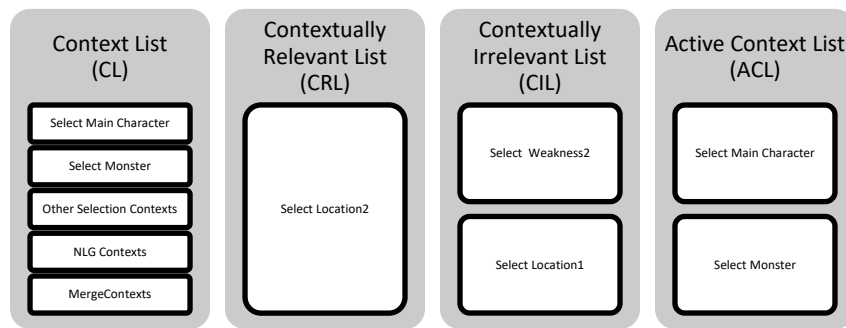 Context List
(CL)
Select Main Character
Select Monster
Other Selection Contexts
NLG Contexts
MergeContexts
Contextually
Relevant List
(CRL)
Select Location2
Contextually
Irrelevant List
(CIL)
Select Weakness2
Select Location1
Active Context List
(ACL)
Select Main Character
Select Monster